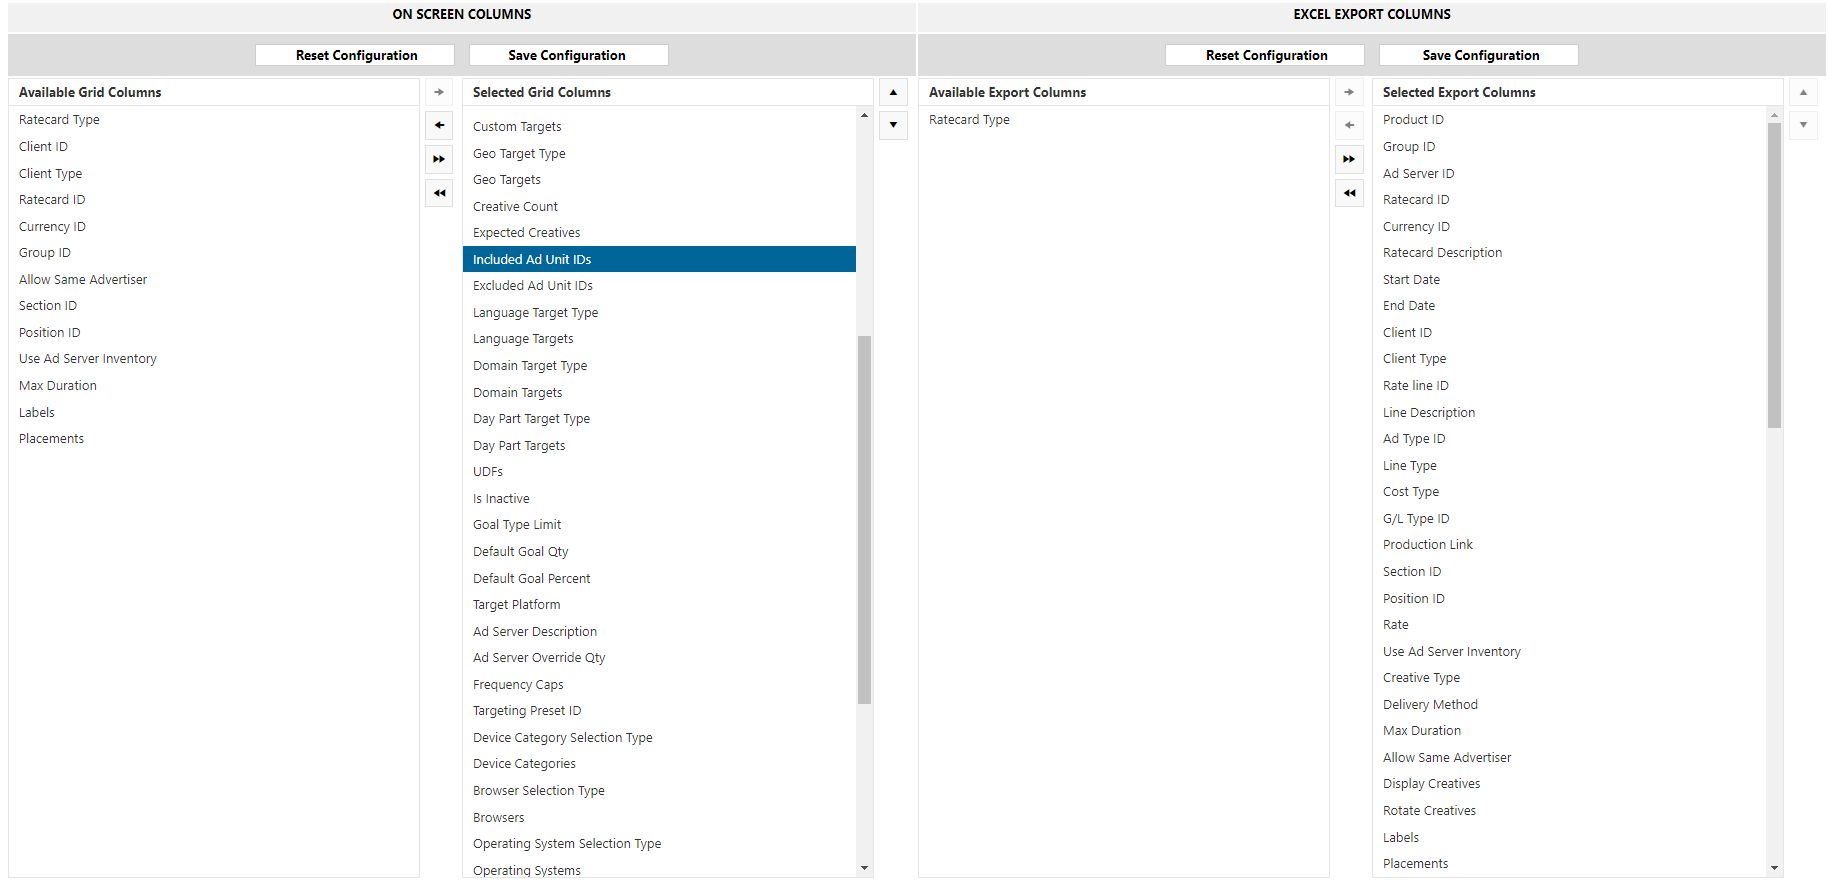 ON SCREEN COLUMNS
Reset Configuration
Save Configuration
Available Grid Columns
Ratecard Type
Client ID
Client Type
Ratecard ID
Currency ID
Group ID
Allow Same Advertiser
Section ID
Position ID
Use Ad Server Inventory
Max Duration
Labels
Placements
Selected Grid Columns
Custom Targets
Geo Target Type
Geo Targets
Creative Count
Expected Creatives
Included Ad Unit IDs
Excluded Ad Unit IDs
Language Target Type
Language Targets
Domain Target Type
Domain Targets
Day Part Target Type
Day Part Targets
UDFs
Is Inactive
Goal Type Limit
Default Goal Qty
Default Goal Percent
Target Platform
Ad Server Description
Ad Server Override Qty
Frequency Caps
Targeting Preset ID
Device Category Selection Type
Device Categories
Browser Selection Type
Browsers
Operating System Selection Type
Operating Systems
EXCEL EXPORT COLUMNS
Reset Configuration
Save Configuration
Available Export Columns
Ratecard Type
Selected Export Columns
Product ID
Group ID
Ad Server ID
Ratecard ID
Currency ID
Ratecard Description
Start Date
End Date
Client ID
Client Type
Rate line ID
Line Description
Ad Type ID
Line Type
Cost Type
G/L Type ID
Production Link
Section ID
Position ID
Rate
Use Ad Server Inventory
Creative Type
Delivery Method
Max Duration
Allow Same Advertiser
Display Creatives
Rotate Creatives
Labels
Placements